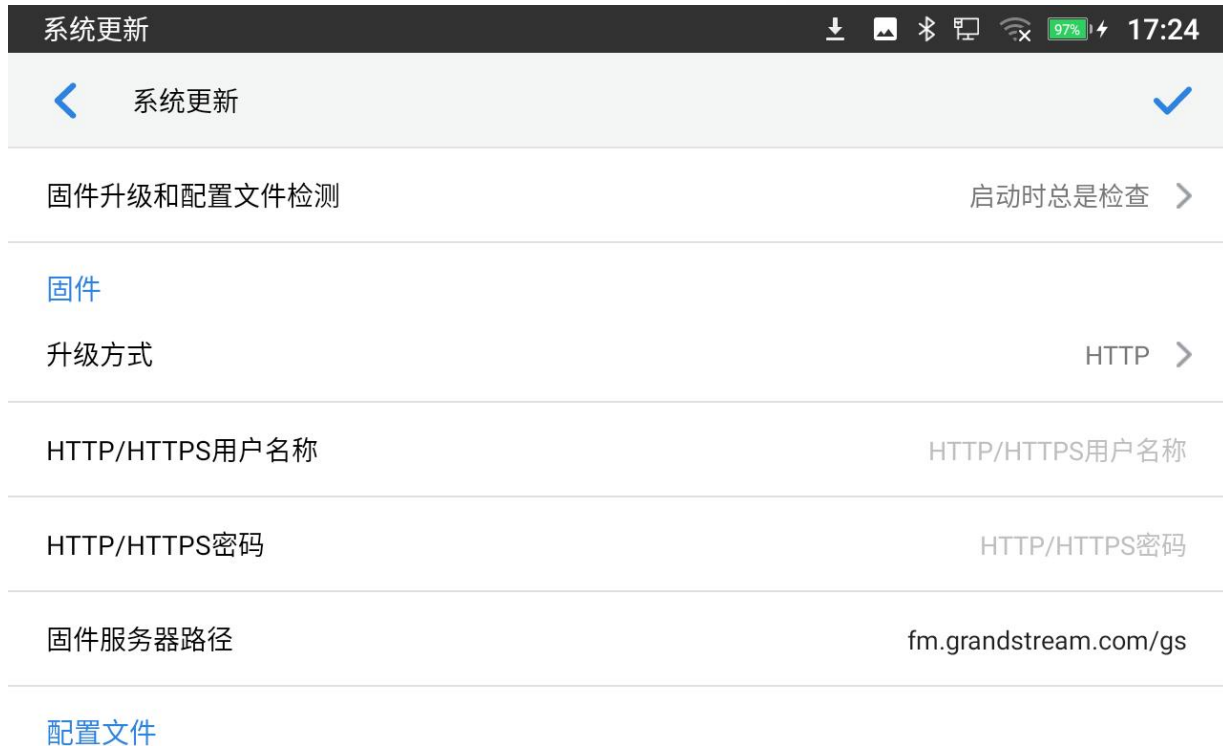 系统更新 97% 17:24
系统更新
固件升级和配置文件检测 启动时总是检查
固件
升级方式 HTTP
HTTP/HTTPS用户名称 HTTP/HTTPS用户名称
HTTP/HTTPS密码 HTTP/HTTPS密码
固件服务器路径 fm.grandstream.com/gs
配置文件